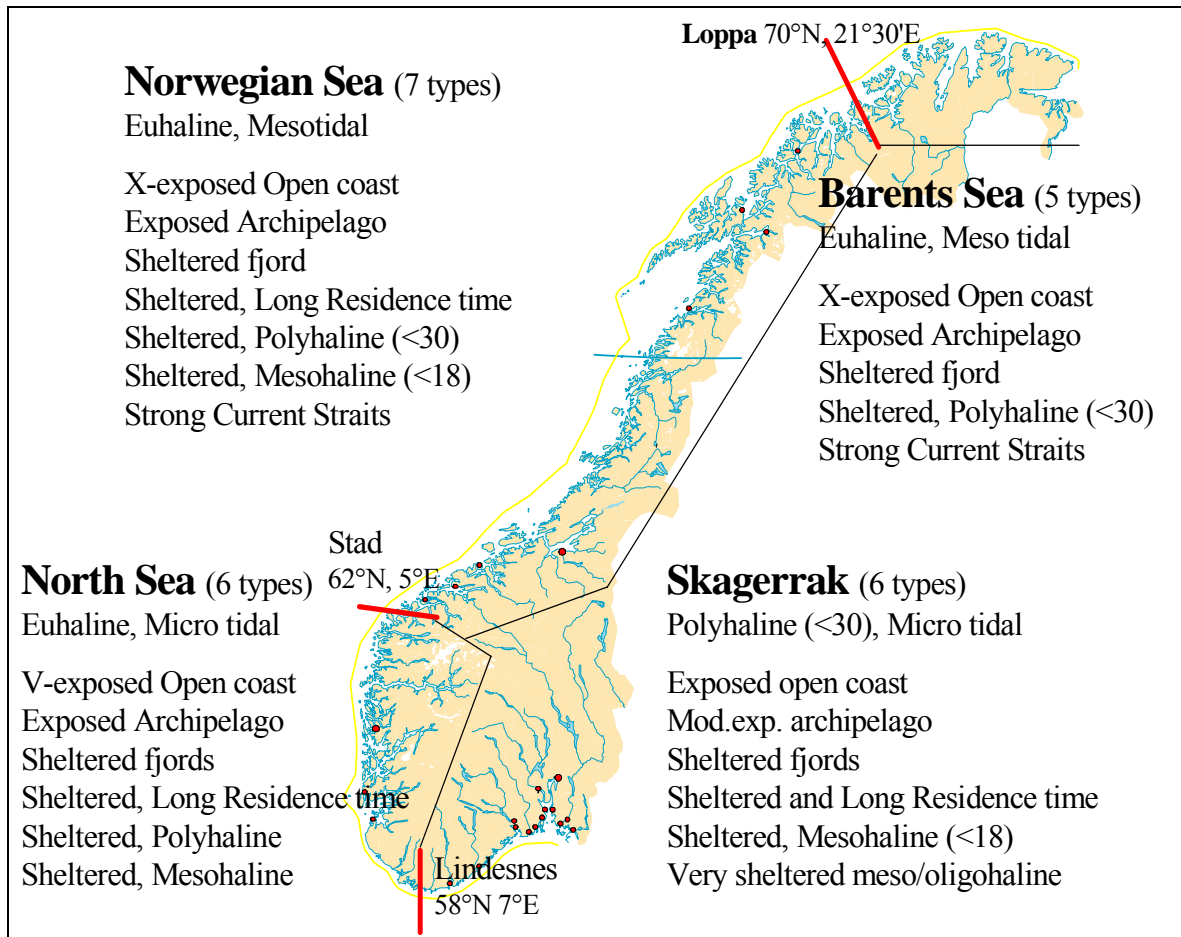 Loppa 70°N, 21°30'E
Norwegian Sea (7 types)
Euhaline, Mesotidal
X-exposed Open coast
Exposed Archipelago
Sheltered fjord
Sheltered, Long Residence time
Sheltered, Polyhaline (<30)
Sheltered, Mesohaline (<18)
Strong Current Straits
Barents Sea (5 types)
Euhaline, Meso tidal
X-exposed Open coast
Exposed Archipelago
Sheltered fjord
Sheltered, Polyhaline (<30)
Strong Current Straits
Stad
62°N, 5°E
North Sea (6 types)
Euhaline, Micro tidal
V-exposed Open coast
Exposed Archipelago
Sheltered fjords
Sheltered, Long Residence time
Sheltered, Polyhaline
Sheltered, Mesohaline
Skagerrak (6 types)
Polyhaline (<30), Micro tidal
Exposed open coast
Mod.exp. archipelago
Sheltered fjords
Sheltered and Long Residence time
Sheltered, Mesohaline (<18)
Very sheltered meso/oligohaline
Lindesnes
58°N 7°E